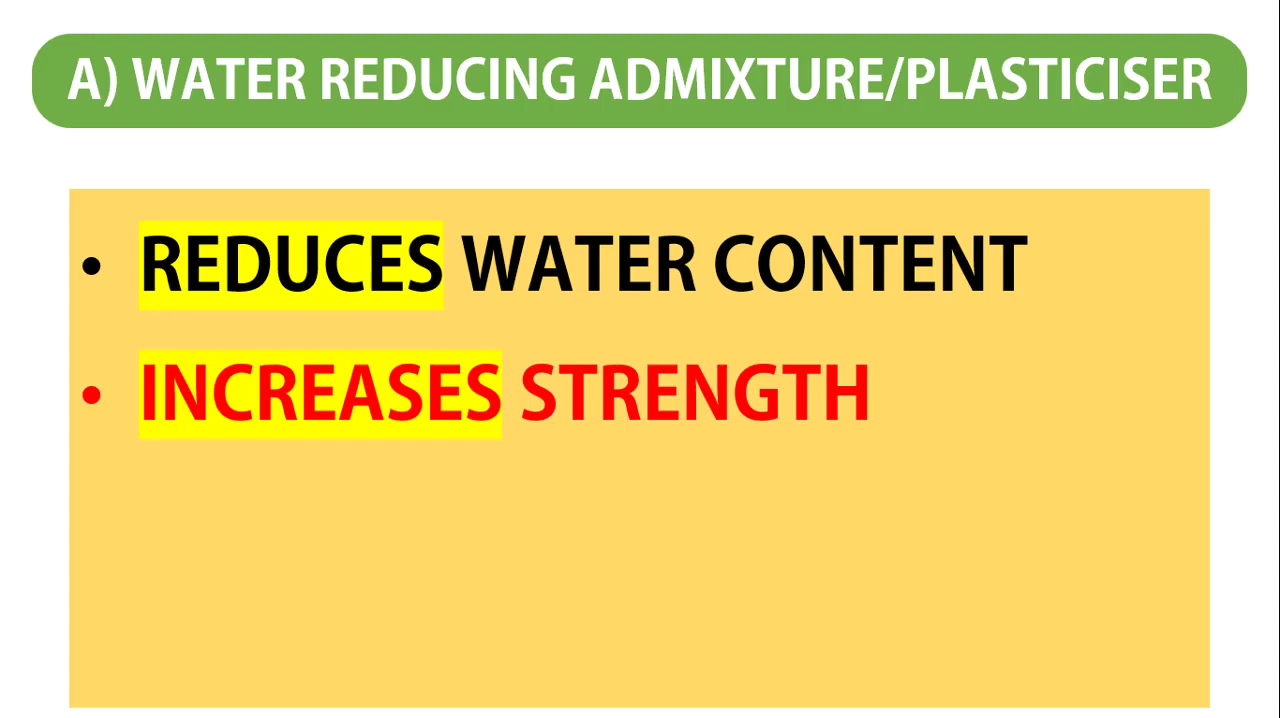 A) WATER REDUCING ADMIXTURE/PLASTICISER
• REDUCES WATER CONTENT
• INCREASES STRENGTH